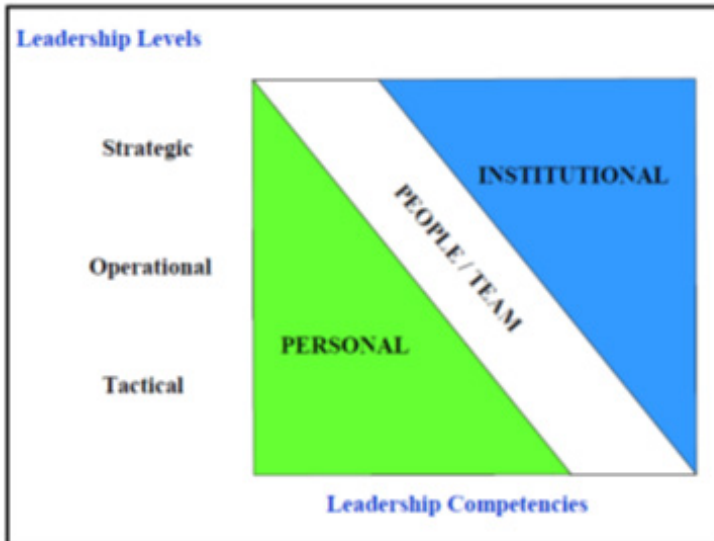 Leadership Levels
Strategic
INSTITUTIONAL
PEOPLE / TEAM
Operational
PERSONAL
Tactical
Leadership Competencies